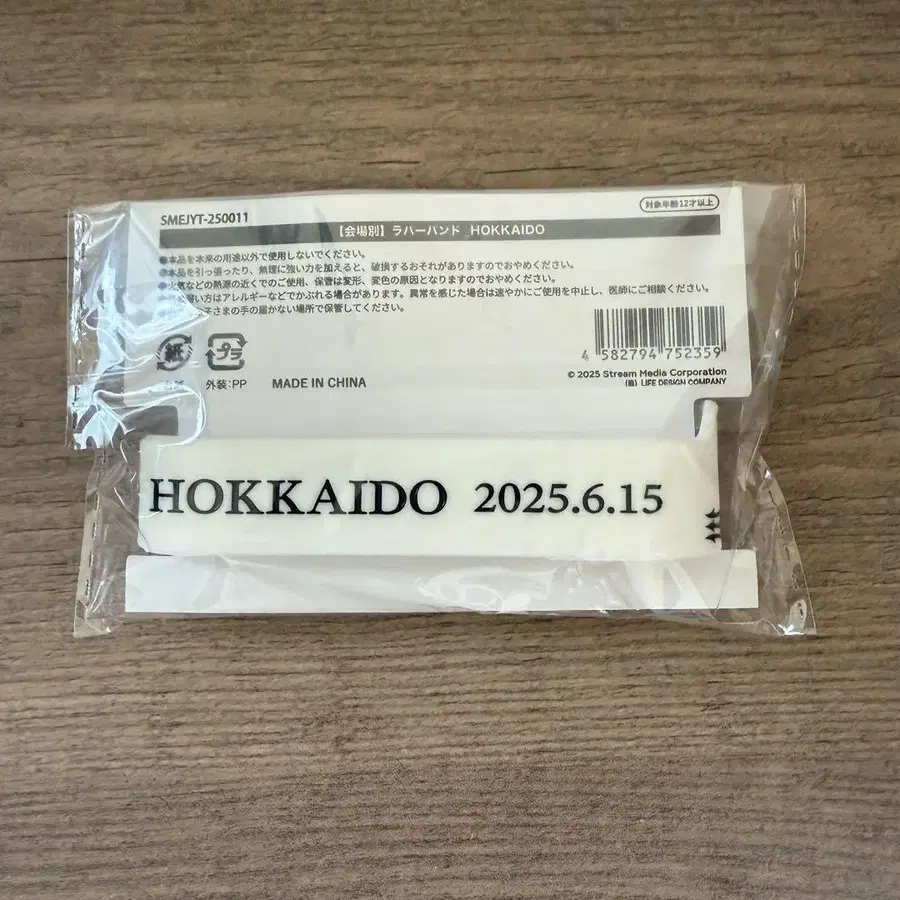 SMEJYT-250011
対象年齢12才以上
【会場別】ラバーバンド_HOKKAIDO
●本品を本来の用途以外で使用しないでください。
●本品を引っ張ったり、無理に強い力を加えると、破損するおそれがありますのでおやめください。
●火気などの熱源の近くでのご使用、保管は変形、変色の原因となりますのでおやめください。
い方はアレルギーなどでかぶれる場合があります。異常を感じた場合は速やかにご使用を中止し、医師にご相談ください。
子さまの手の届かない場所で保管してください。
4 582794 752359
紙
プラ
外装:PP
MADE IN CHINA
© 2025 Stream Media Corporation
(株) LIFE DESIGN COMPANY
HOKKAIDO 2025.6.15